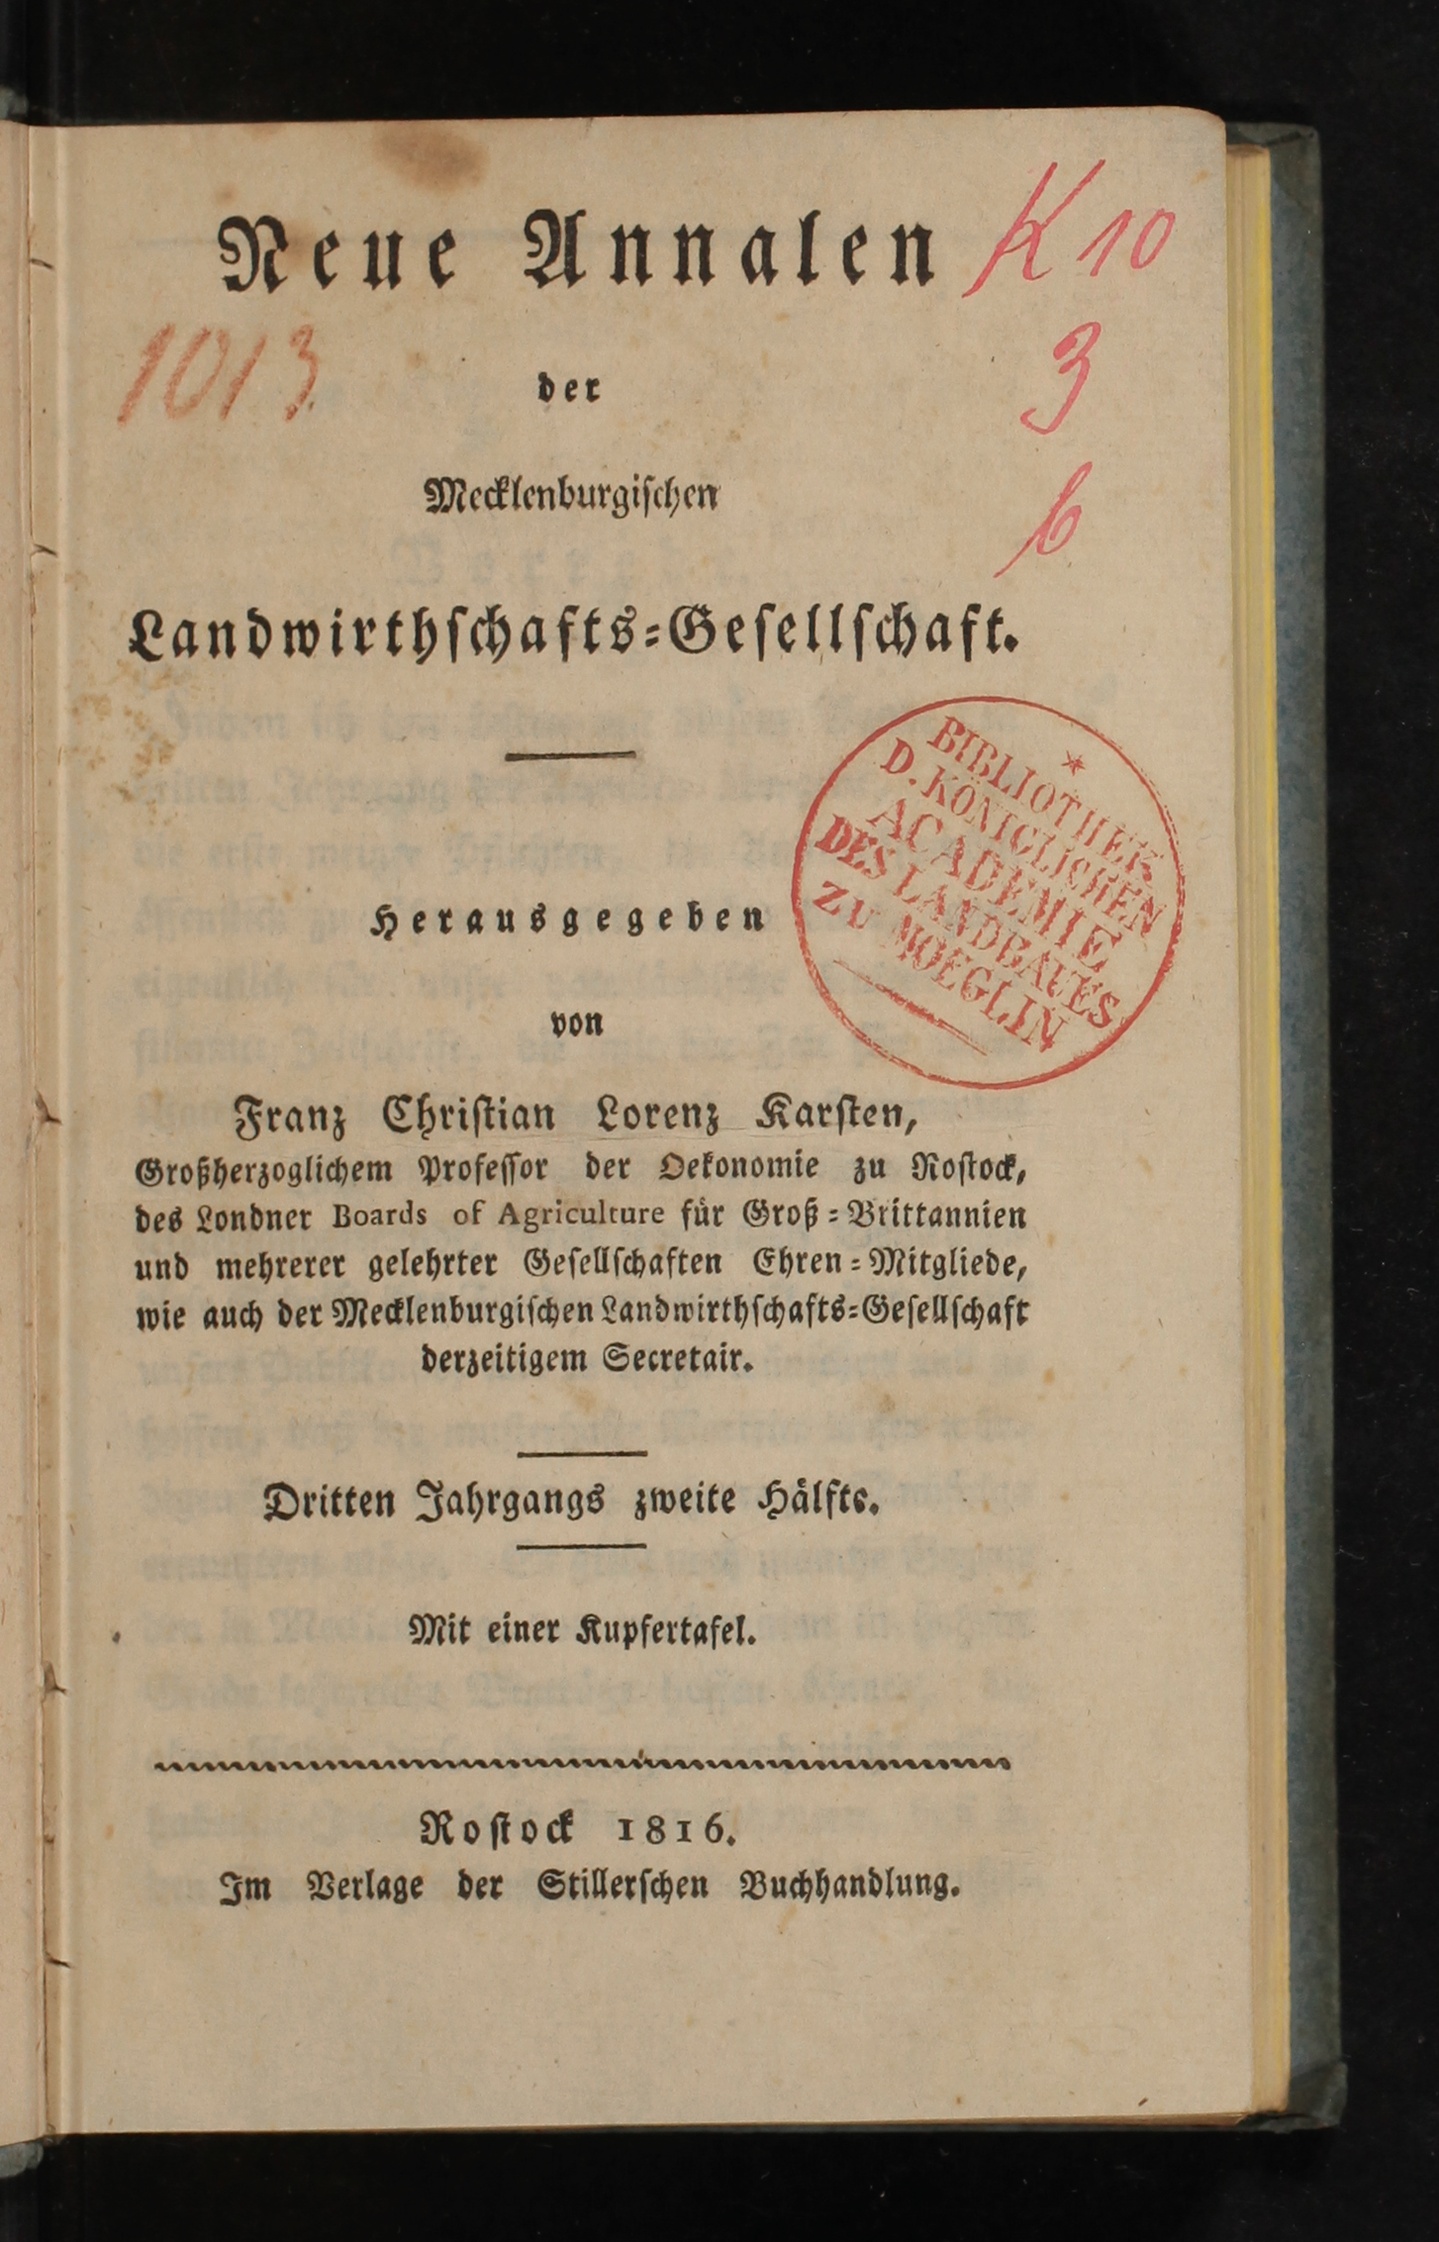 Neue Annalen
K 10
1013
der
3
Mecklenburgiſchen
6
Landwirthſchafts=Geſellſchaft.
BIBLIOTHEK
D. KÖNIGLICHEN
ACADEMIE
DES LANDBAUES
ZU MOEGLIN
Herausgegeben
von
Franz Chriſtian Lorenz Karſten,
Großherzoglichem Profeſſor der Oekonomie zu Roſtock,
des Londner Boards of Agriculture für Groß=Brittannien
und mehrerer gelehrter Geſellſchaften Ehren=Mitgliede,
wie auch der Mecklenburgiſchen Landwirthſchafts=Geſellſchaft
derzeitigem Secretair.
Dritten Jahrgangs zweite Hälfte.
Mit einer Kupfertafel.
Roſtock 1816.
Im Verlage der Stillerſchen Buchhandlung.